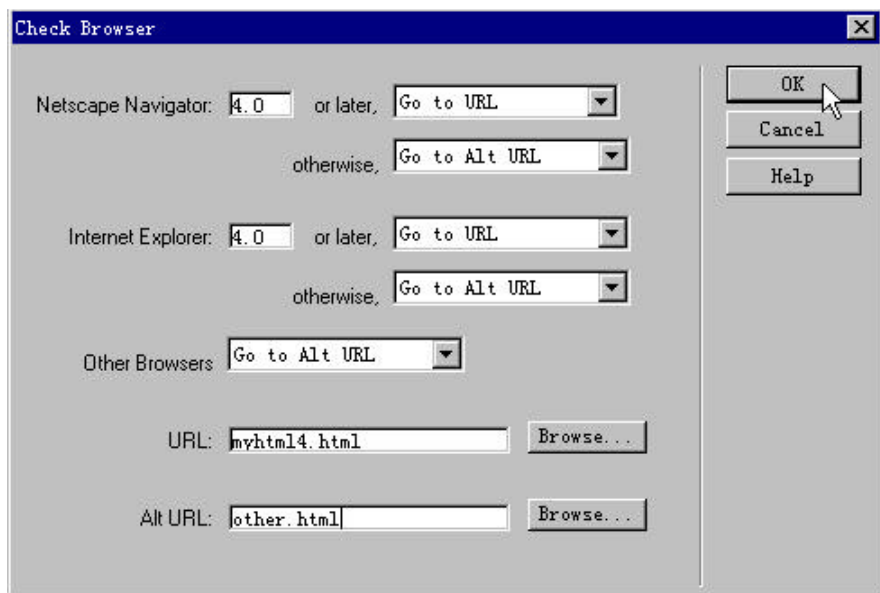 Check Browser
Netscape Navigator: 4.0 or later, Go to URL
OK
otherwise, Go to Alt URL
Cancel
Help
Internet Explorer: 4.0 or later, Go to URL
otherwise, Go to Alt URL
Other Browsers Go to Alt URL
URL: myhtml4.html Browse...
Alt URL: other.html Browse...